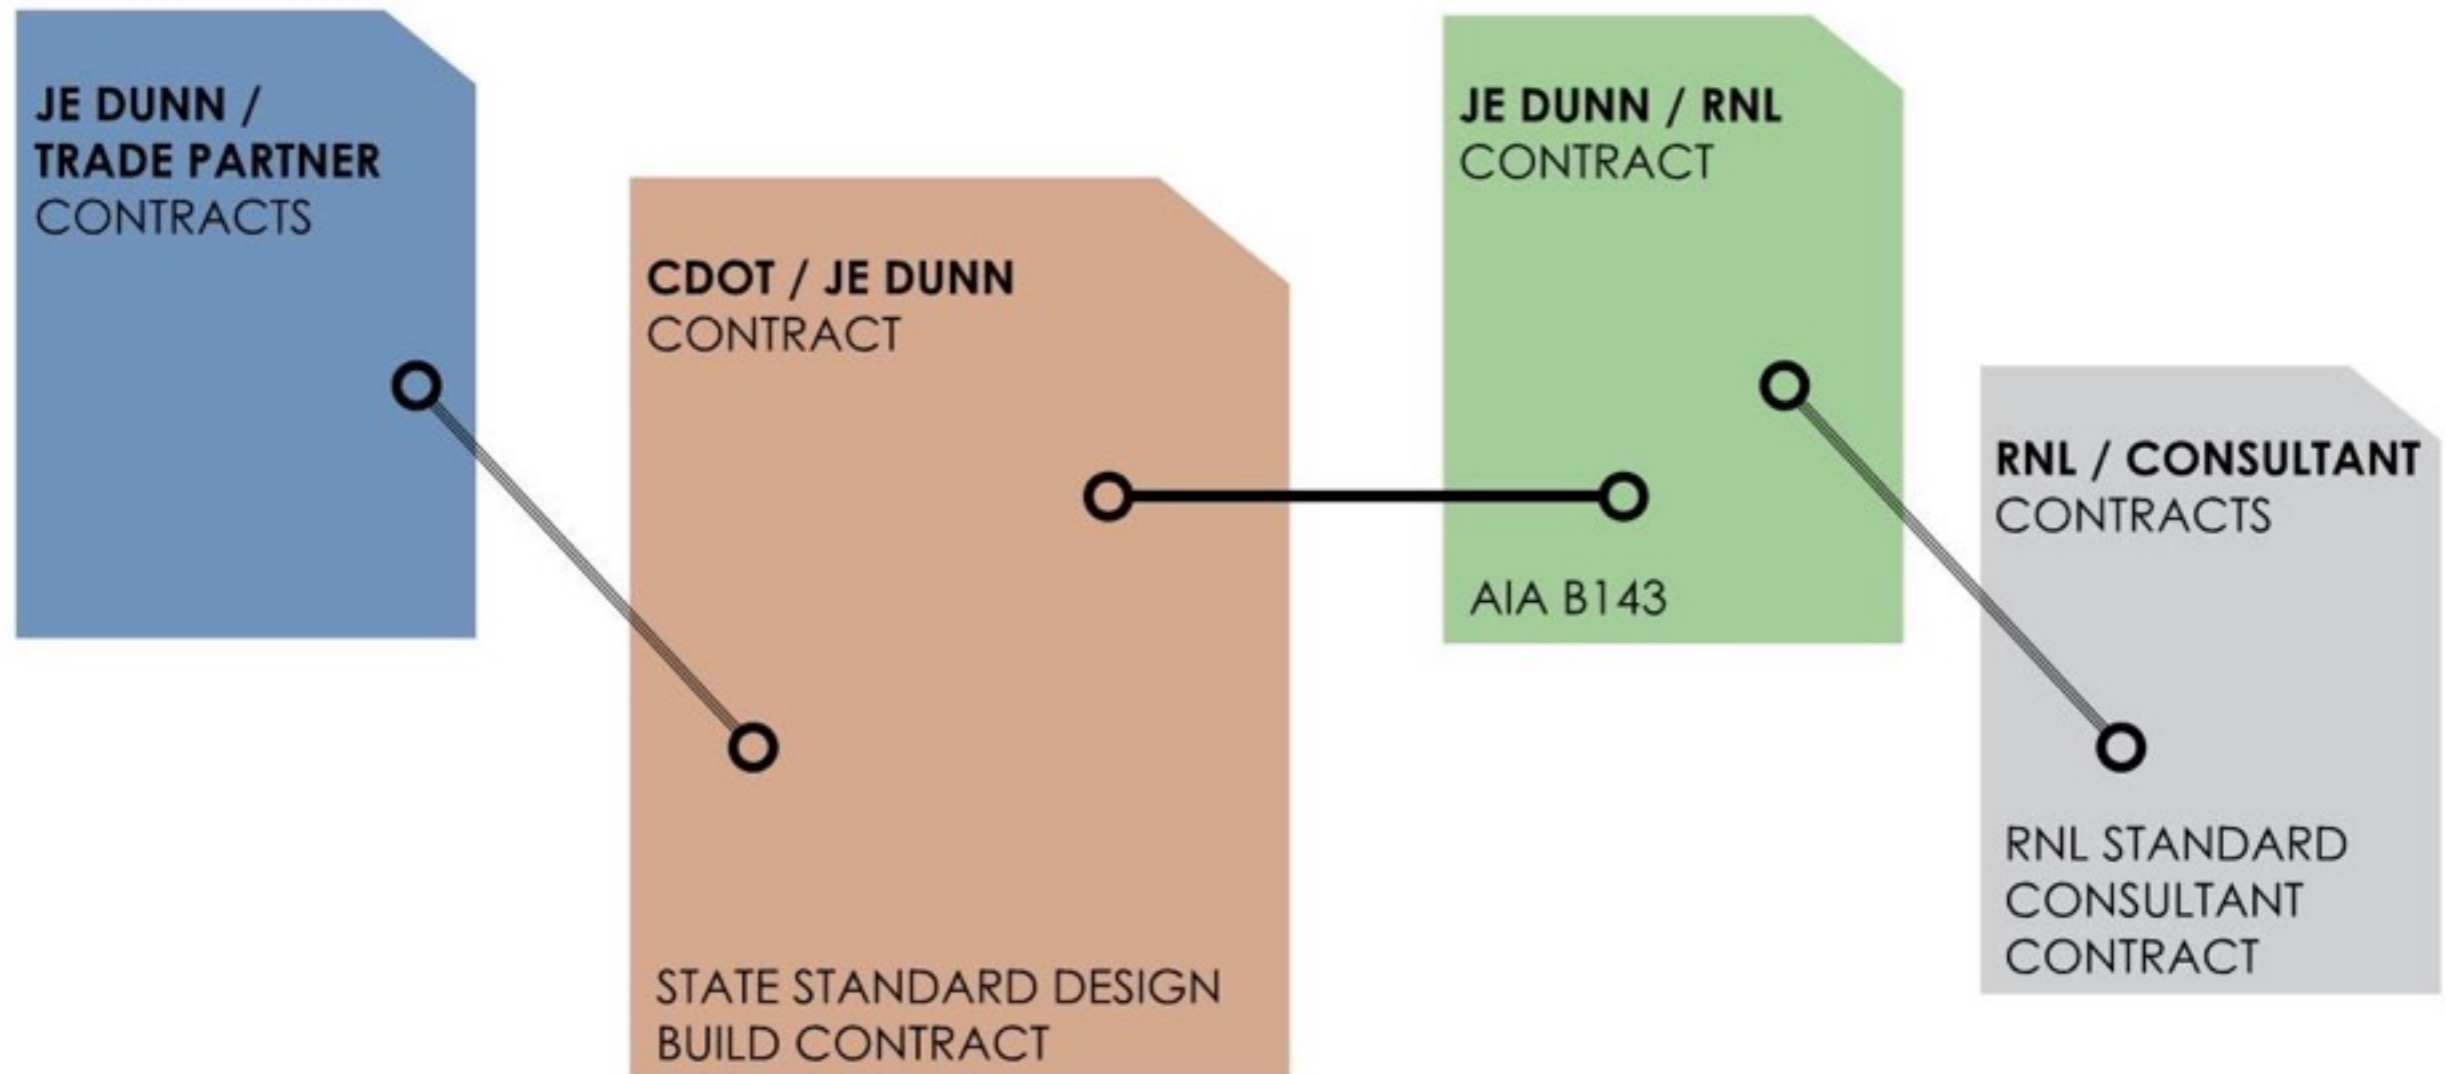 JE DUNN /
TRADE PARTNER
CONTRACTS
CDOT / JE DUNN
CONTRACT
STATE STANDARD DESIGN
BUILD CONTRACT
JE DUNN / RNL
CONTRACT
AIA B143
RNL / CONSULTANT
CONTRACTS
RNL STANDARD
CONSULTANT
CONTRACT